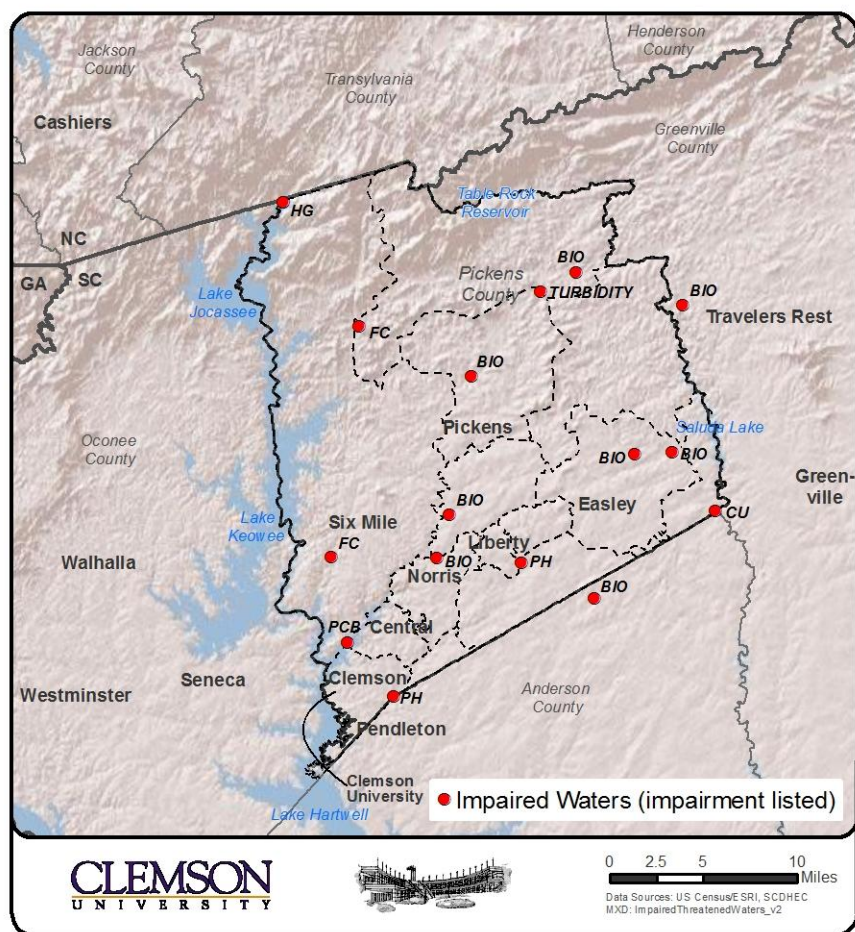 Jackson
County
Henderson
County
Transylvania
County
Cashiers
Greenville
County
HG
Table Rock
Reservoir
NC
GA
SC
BIO
Pickens
County
TURBIDITY
Lake
Jocassee
BIO
Travelers Rest
FC
BIO
Pickens
Saluda Lake
Oconee
County
BIO
BIO
Green-
ville
BIO
Easley
CU
Lake
Keowee
Six Mile
FC
Liberty
Walhalla
BIO
PH
Norris
BIO
PCB
Central
Seneca
Clemson
Westminster
PH
Anderson
County
Pendleton
Clemson
University
Lake Hartwell
Impaired Waters (impairment listed)
CLEMSON
UNIVERSITY
0 2.5 5 10
Miles
Data Sources: US Census/ESRI, SCDHEC
MXD: ImpairedThreatenedWaters_v2